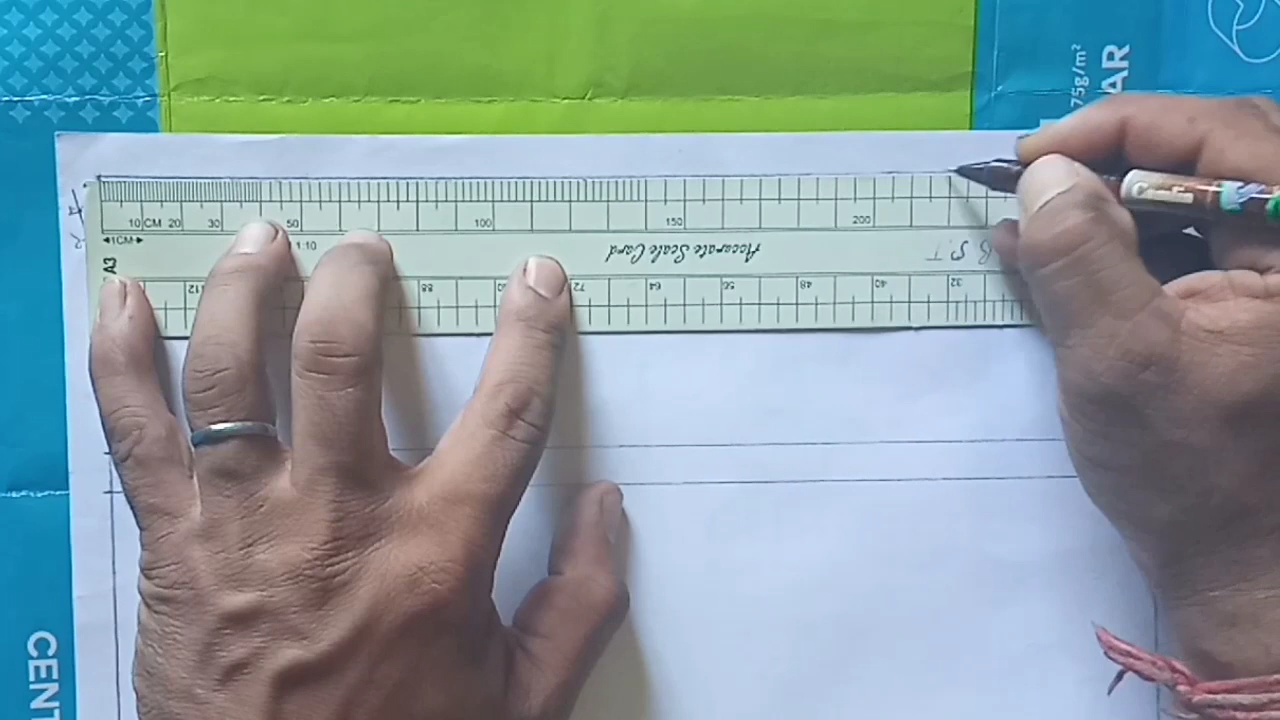 75g/m²
AR
10 CM 20 30 50 100 150 200
1CM
1:10
Accurate Scale Card
B.S.T
A3
112 88 72 64 56 48 40 32
CENT